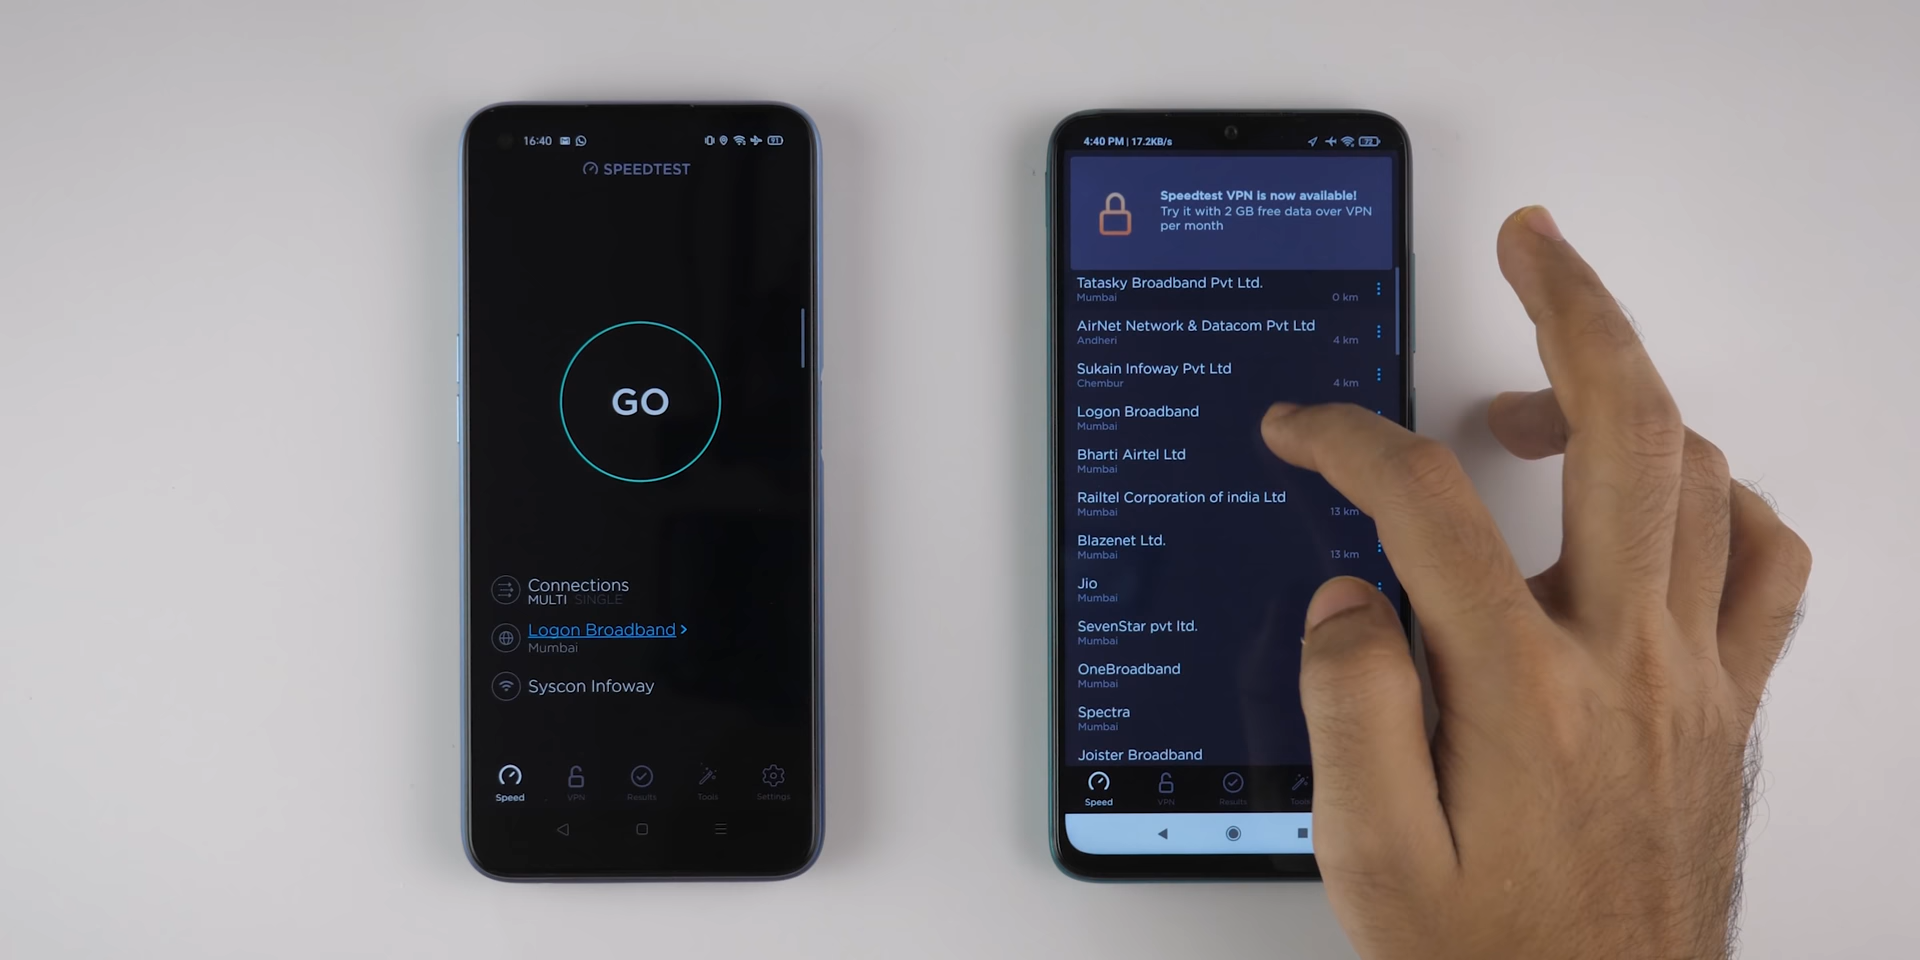 16:40
91
SPEEDTEST
GO
Connections
MULTI SINGLE
Logon Broadband >
Mumbai
Syscon Infoway
Speed
VPN
Results
Tools
Settings
4:40 PM | 17.2KB/s
72
Speedtest VPN is now available!
Try it with 2 GB free data over VPN
per month
Tatasky Broadband Pvt Ltd.
Mumbai 0 km
AirNet Network & Datacom Pvt Ltd
Andheri 4 km
Sukain Infoway Pvt Ltd
Chembur 4 km
Logon Broadband
Mumbai
Bharti Airtel Ltd
Mumbai
Railtel Corporation of india Ltd
Mumbai 13 km
Blazenet Ltd.
Mumbai 13 km
Jio
Mumbai
SevenStar pvt ltd.
Mumbai
OneBroadband
Mumbai
Spectra
Mumbai
Joister Broadband
Speed
VPN
Results
Tools